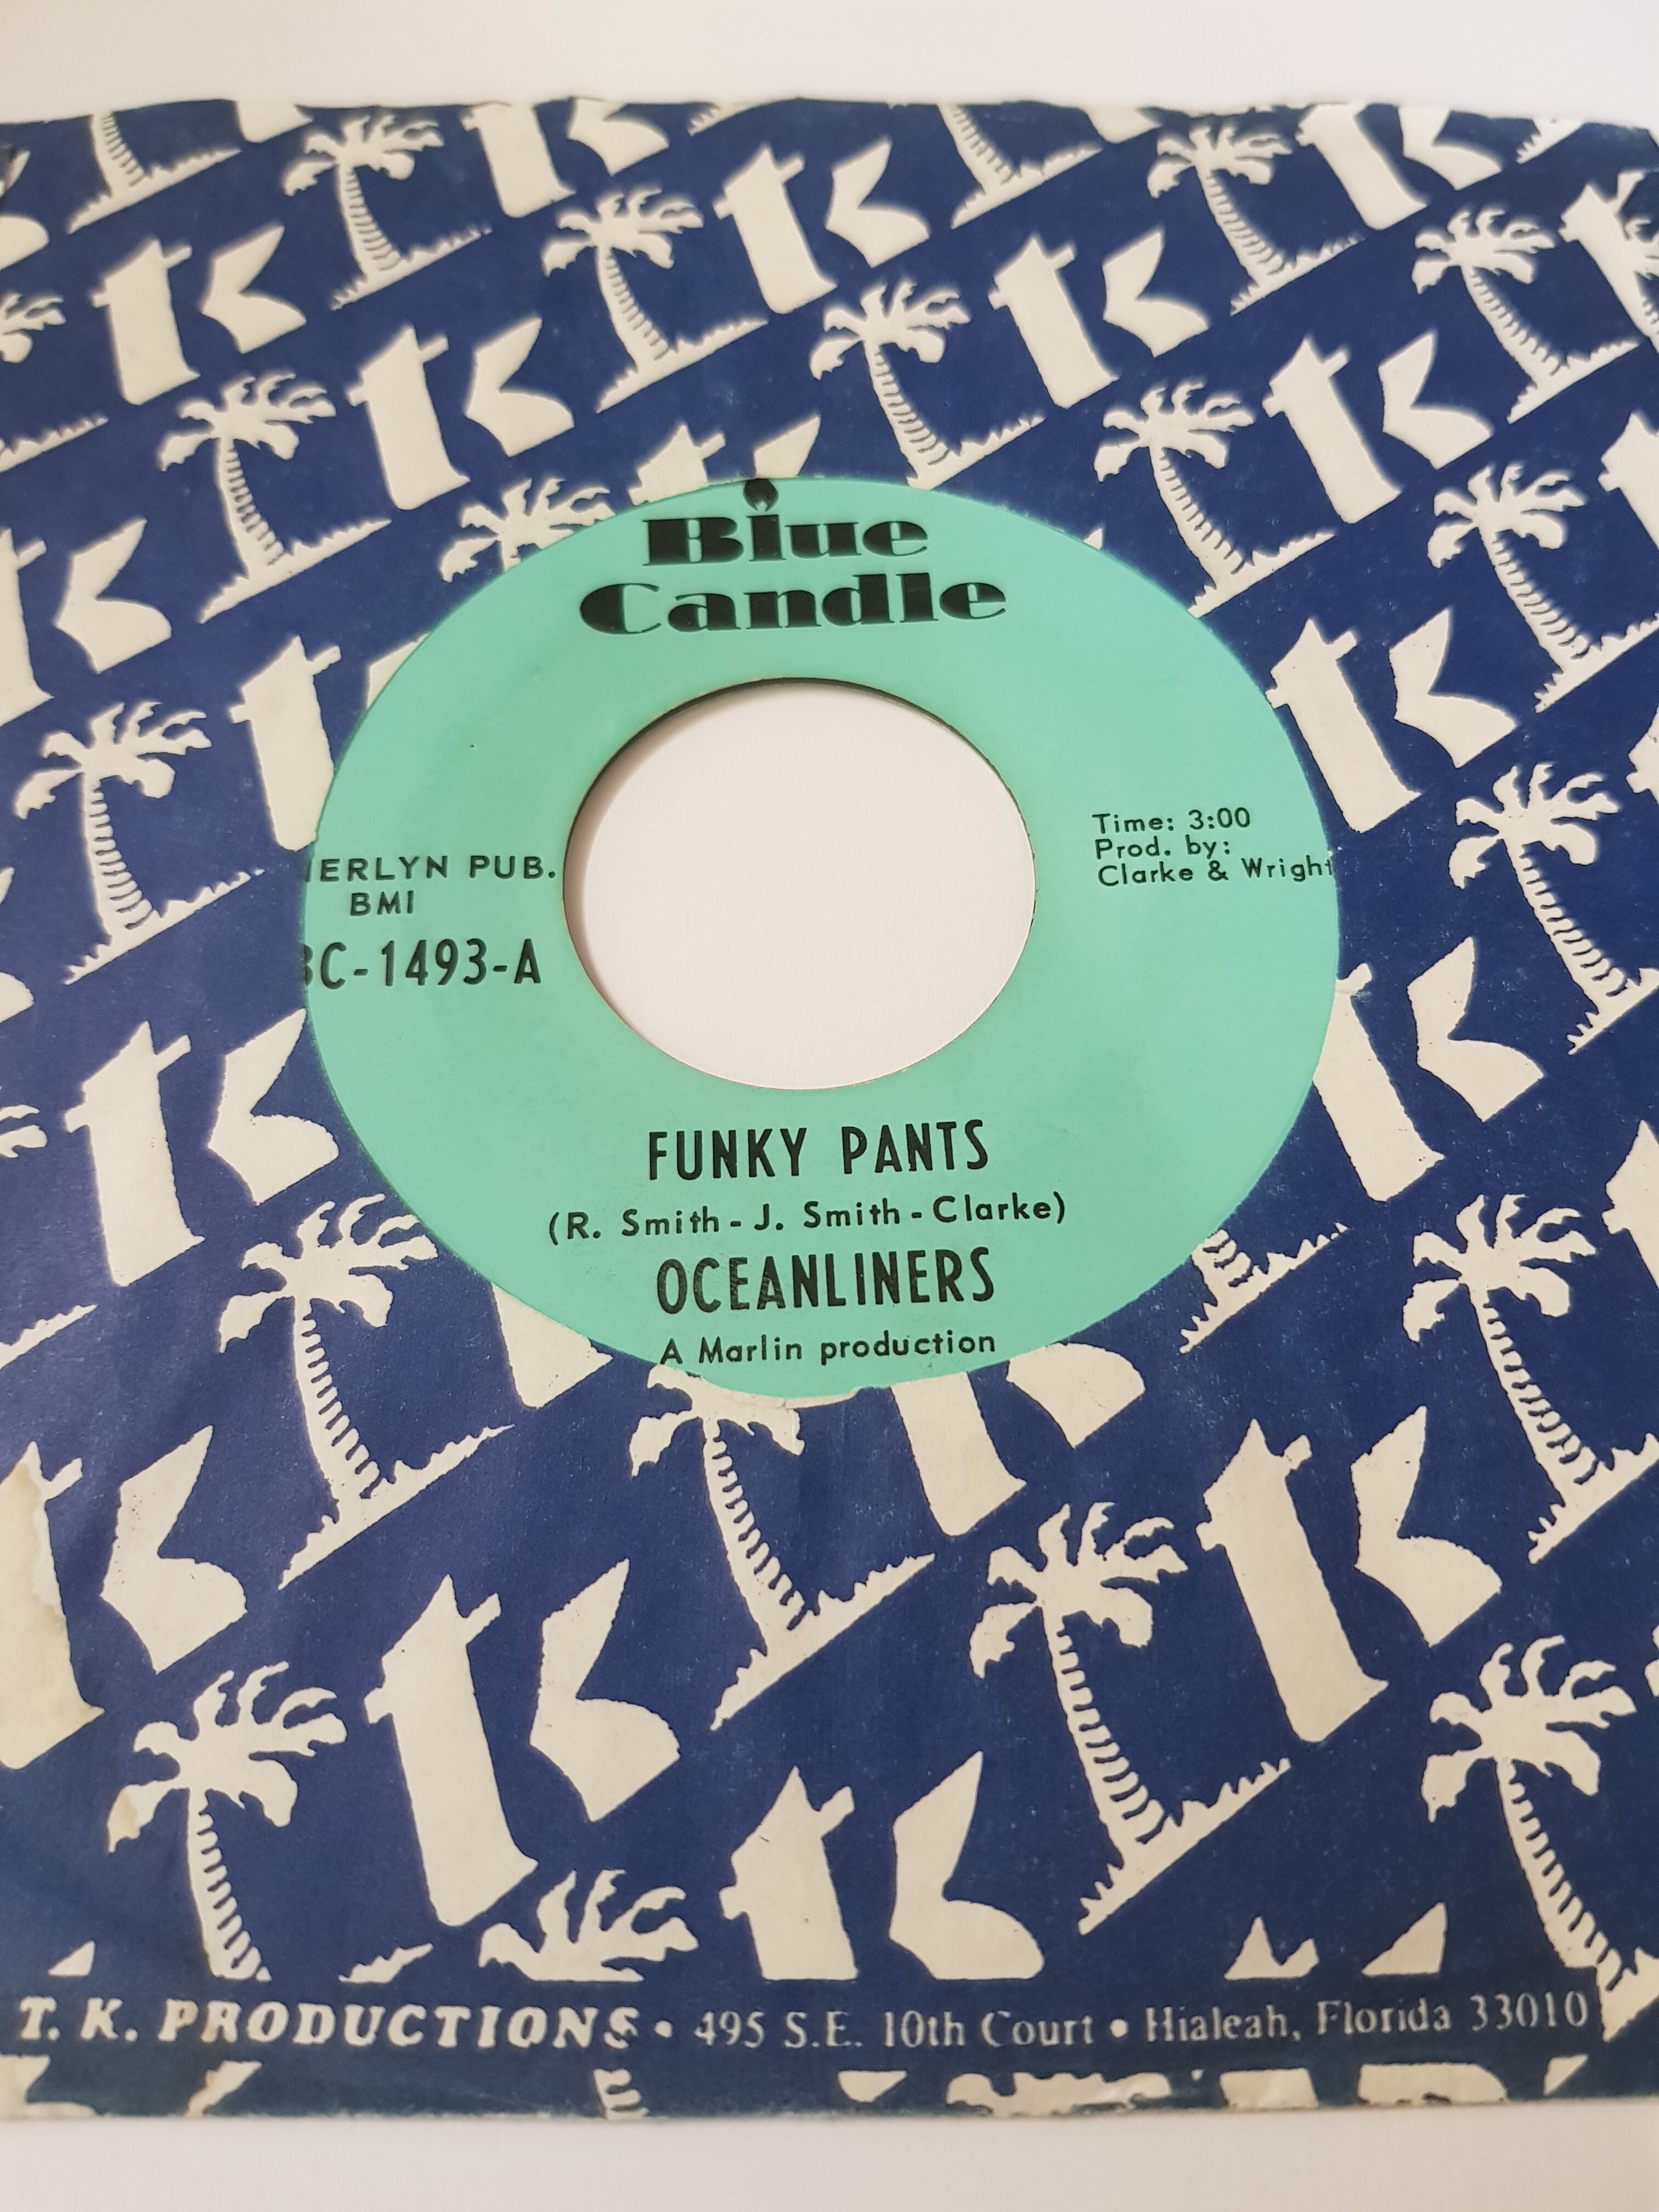 Blue
Candle
Time: 3:00
Prod. by:
Clarke & Wright
PUB.
BMI
C-1493-A
FUNKY PANTS
(R. Smith - J. Smith - Clarke)
OCEANLINERS
A Marlin production
tk
T. K. PRODUCTIONS • 495 S.E. 10th Court • Hialeah, Florida 33010